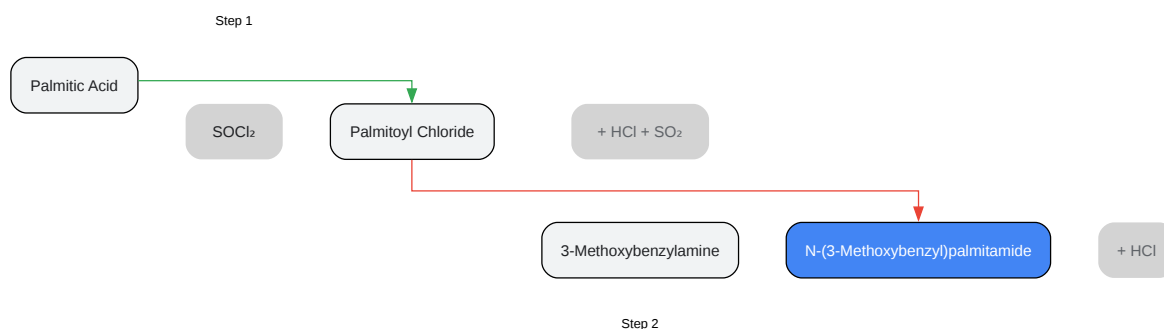 Step 1
Palmitic Acid
SOCl₂
Palmitoyl Chloride
+ HCl + SO₂
3-Methoxybenzylamine
N-(3-Methoxybenzyl)palmitamide
+ HCl
Step 2